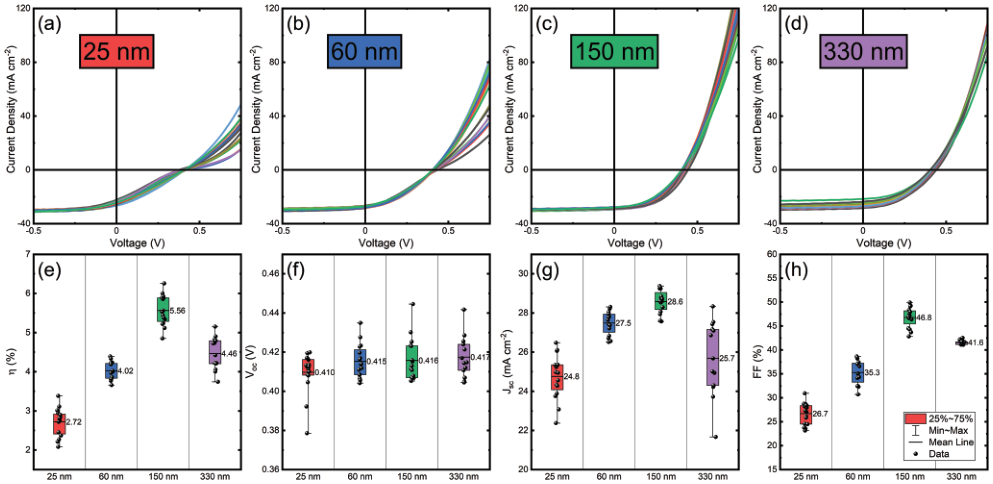 (a)
25 nm
Current Density (mA cm⁻²)
120
80
40
0
-40
-0.5
0
0.5
Voltage (V)
(b)
60 nm
Current Density (mA cm⁻²)
120
80
40
0
-40
-0.5
0
0.5
Voltage (V)
(c)
150 nm
Current Density (mA cm⁻²)
120
80
40
0
-40
-0.5
0
0.5
Voltage (V)
(d)
330 nm
Current Density (mA cm⁻²)
120
80
40
0
-40
-0.5
0
0.5
Voltage (V)
(e)
η (%)
7
6
5
4
3
2
2.72
4.02
5.56
4.46
25 nm 60 nm 150 nm 330 nm
(f)
Voc (V)
0.46
0.44
0.42
0.40
0.38
0.36
0.410
0.415
0.416
0.417
25 nm 60 nm 150 nm 330 nm
(g)
Jsc (mA cm⁻²)
30
28
26
24
22
20
24.8
27.5
28.6
25.7
25 nm 60 nm 150 nm 330 nm
(h)
FF (%)
60
55
50
45
40
35
30
25
20
15
26.7
35.3
46.8
41.6
25%~75%
Min~Max
Mean Line
Data
25 nm 60 nm 150 nm 330 nm